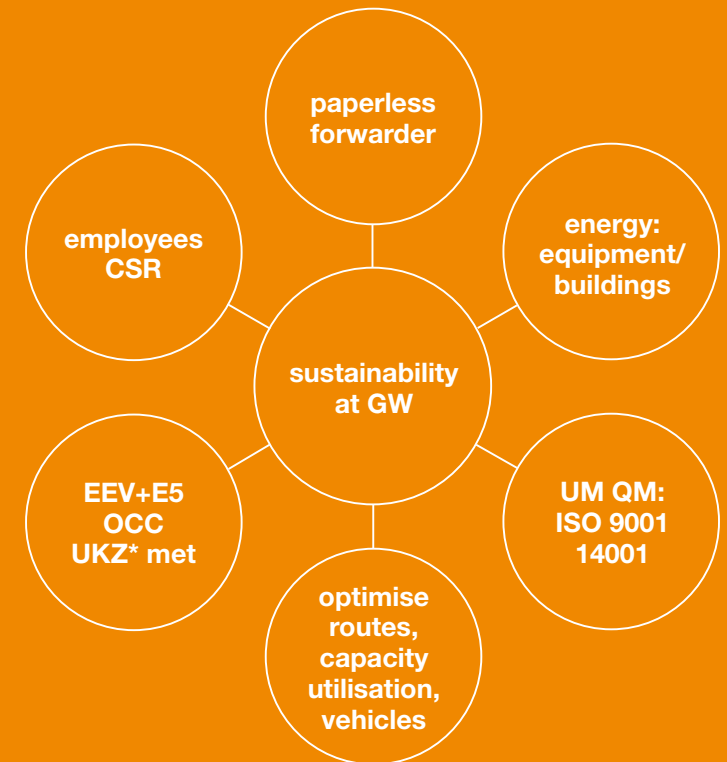 paperless
forwarder
employees
CSR
energy:
equipment/
buildings
sustainability
at GW
EEV+E5
OCC
UKZ* met
UM QM:
ISO 9001
14001
optimise
routes,
capacity
utilisation,
vehicles